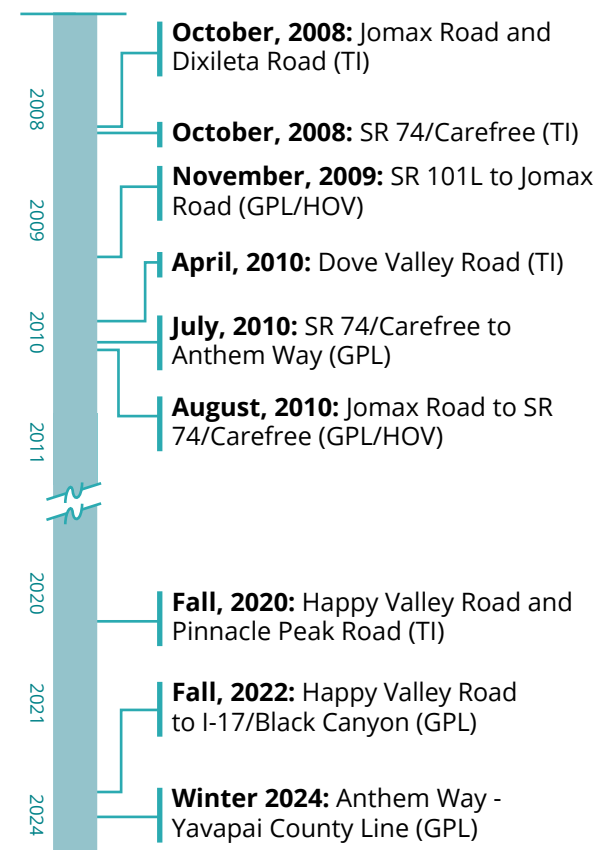 October, 2008: Jomax Road and
Dixileta Road (TI)
2008
October, 2008: SR 74/Carefree (TI)
November, 2009: SR 101L to Jomax
Road (GPL/HOV)
2009
April, 2010: Dove Valley Road (TI)
2010
July, 2010: SR 74/Carefree to
Anthem Way (GPL)
August, 2010: Jomax Road to SR
74/Carefree (GPL/HOV)
2011
2020
Fall, 2020: Happy Valley Road and
Pinnacle Peak Road (TI)
2021
Fall, 2022: Happy Valley Road
to I-17/Black Canyon (GPL)
2024
Winter 2024: Anthem Way -
Yavapai County Line (GPL)